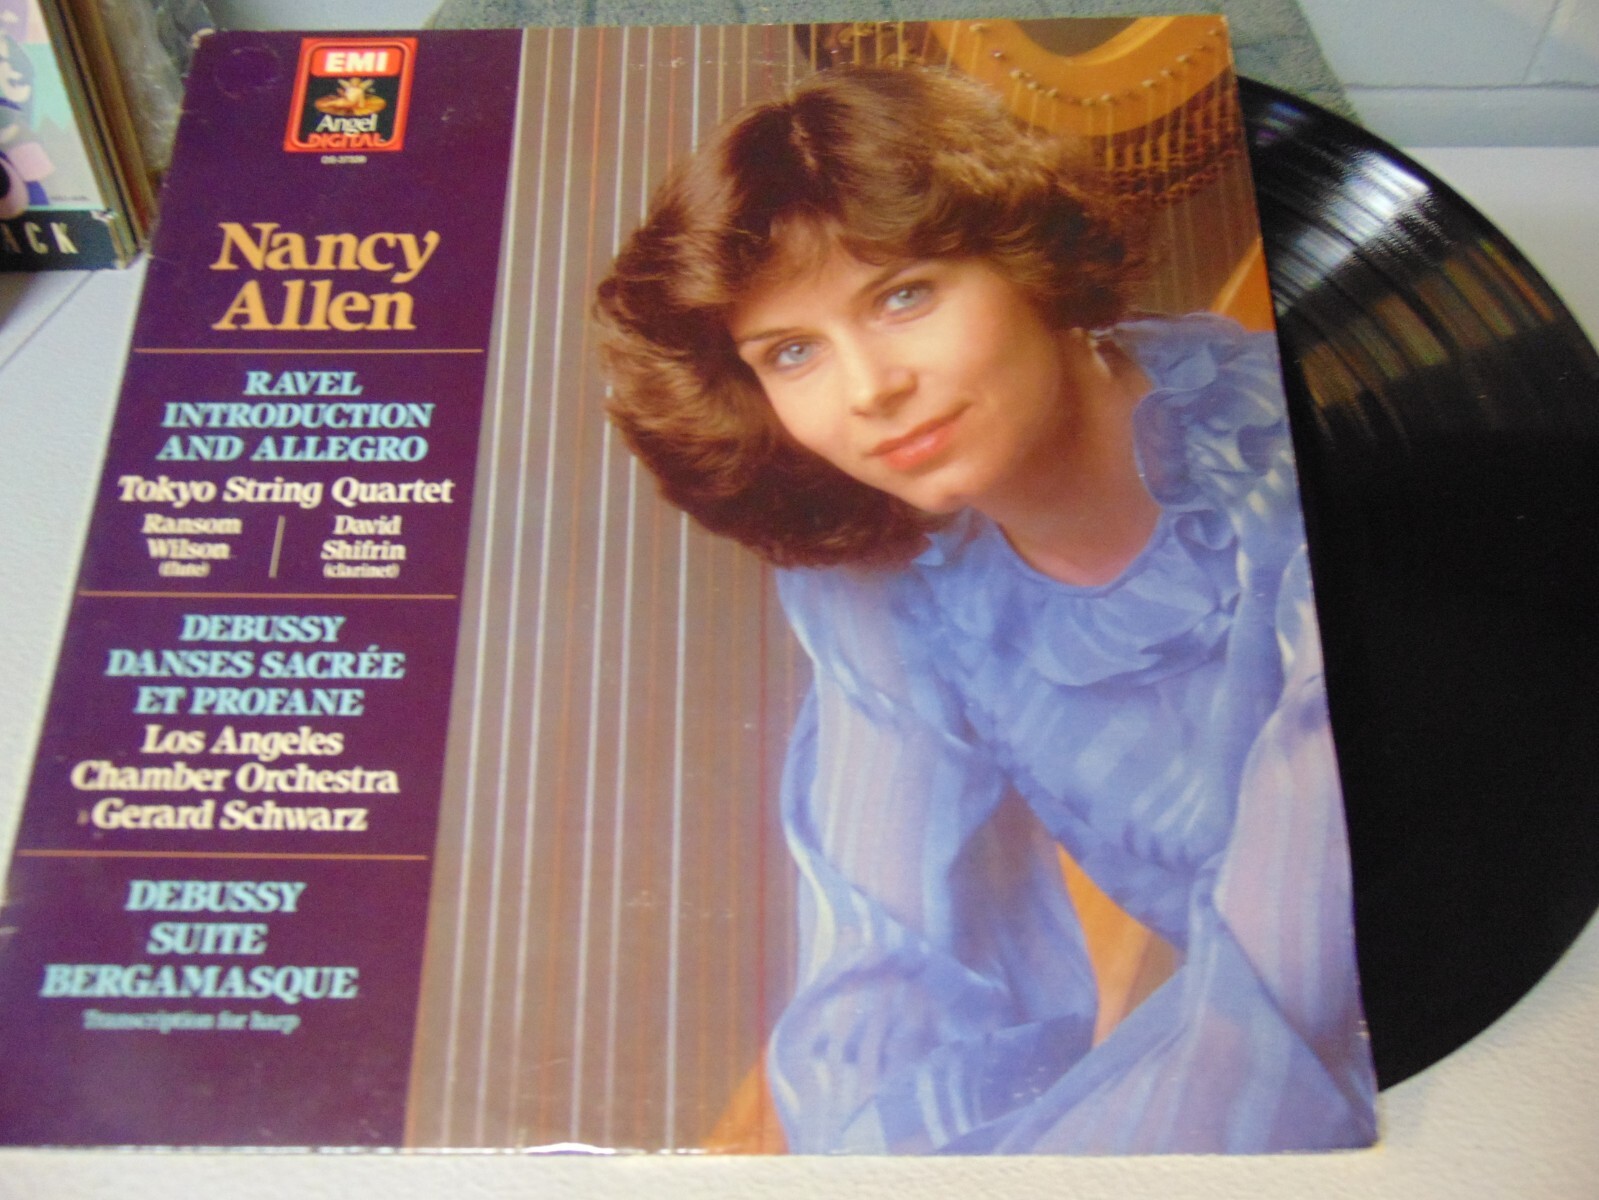 EMI
Angel
DIGITAL
Nancy
Allen
RAVEL
INTRODUCTION
AND ALLEGRO
Tokyo String Quartet
Ransom
Wilson
(flute)
David
Shifrin
(clarinet)
DEBUSSY
DANSES SACRÉE
ET PROFANE
Los Angeles
Chamber Orchestra
Gerard Schwarz
DEBUSSY
SUITE
BERGAMASQUE
Transcription for harp
ACK